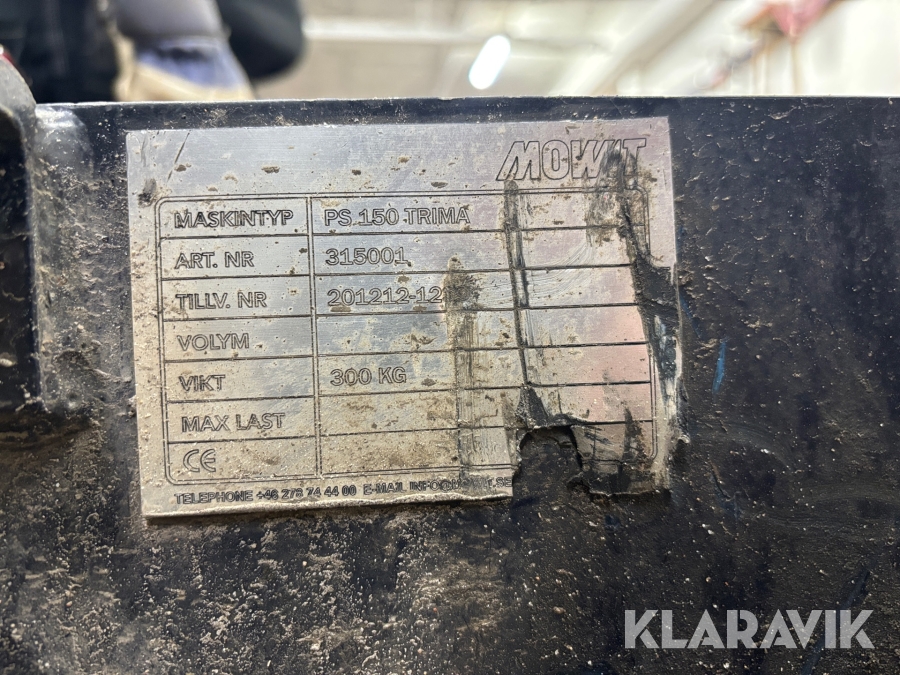 MOWIT
MASKINTYP PS 150 TRIMA
ART. NR 315001
TILLV. NR 201212-12
VOLYM
VIKT 300 KG
MAX LAST
CE
TELEPHONE +46 278 74 44 00 E-MAIL
KLARAVIK